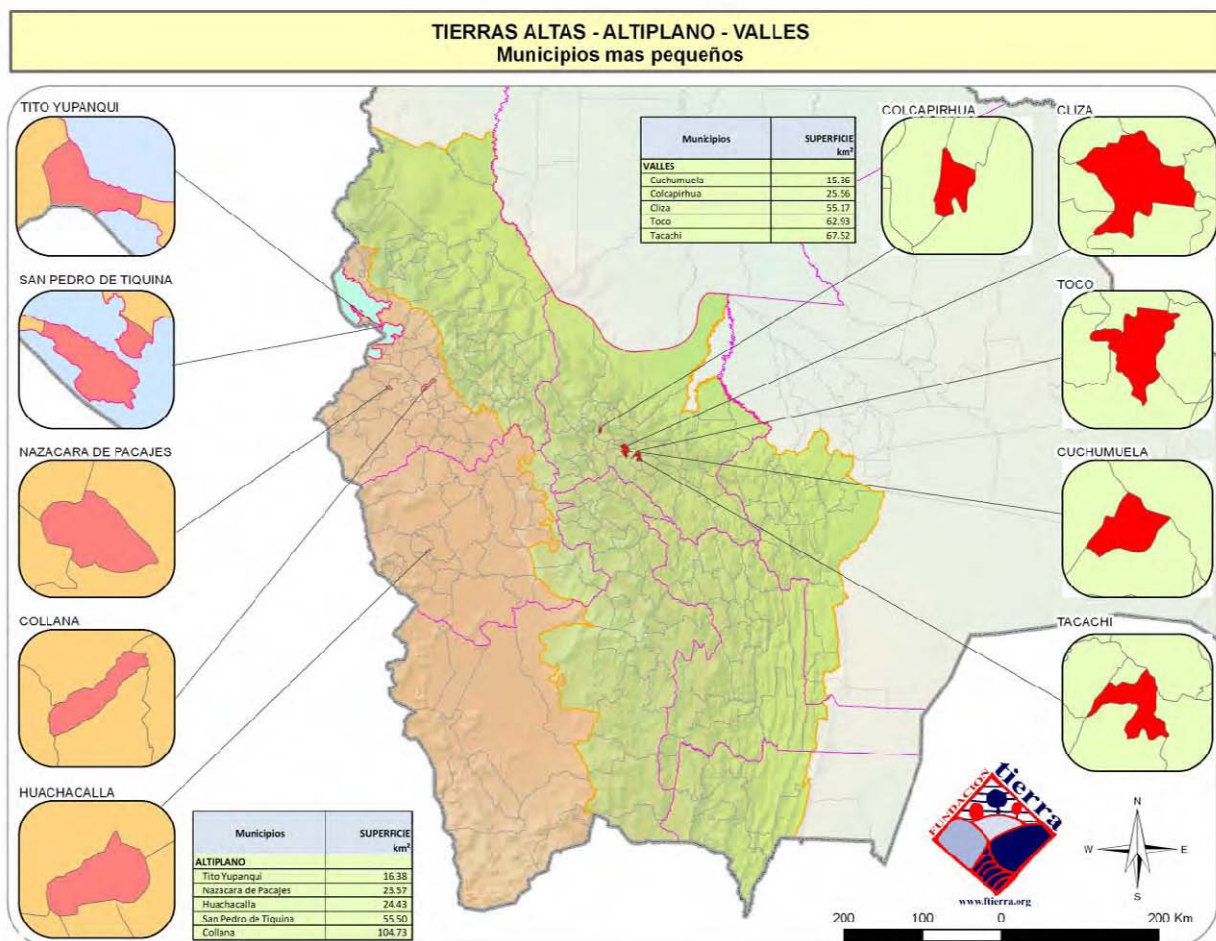 TIERRAS ALTAS - ALTIPLANO - VALLES
Municipios mas pequeños
TITO YUPANQUI
SAN PEDRO DE TIQUINA
NAZACARA DE PACAJES
COLLANA
HUACHACALLA
Municipios SUPERFICIE km²
VALLES
Cuchumuela 15.36
Colcapirhua 25.56
Cliza 55.17
Toco 62.93
Tacachi 67.52
COLCAPIRHUA
CLIZA
TOCO
CUCHUMUELA
TACACHI
Municipios SUPERFICIE km²
ALTIPLANO
Tito Yupanqui 16.38
Nazacara de Pacajes 23.57
Huachacalla 24.43
San Pedro de Tiquina 55.50
Collana 104.73
FUNDACION tierra
www.ftierra.org
N
W E
S
200 100 0 200 Km